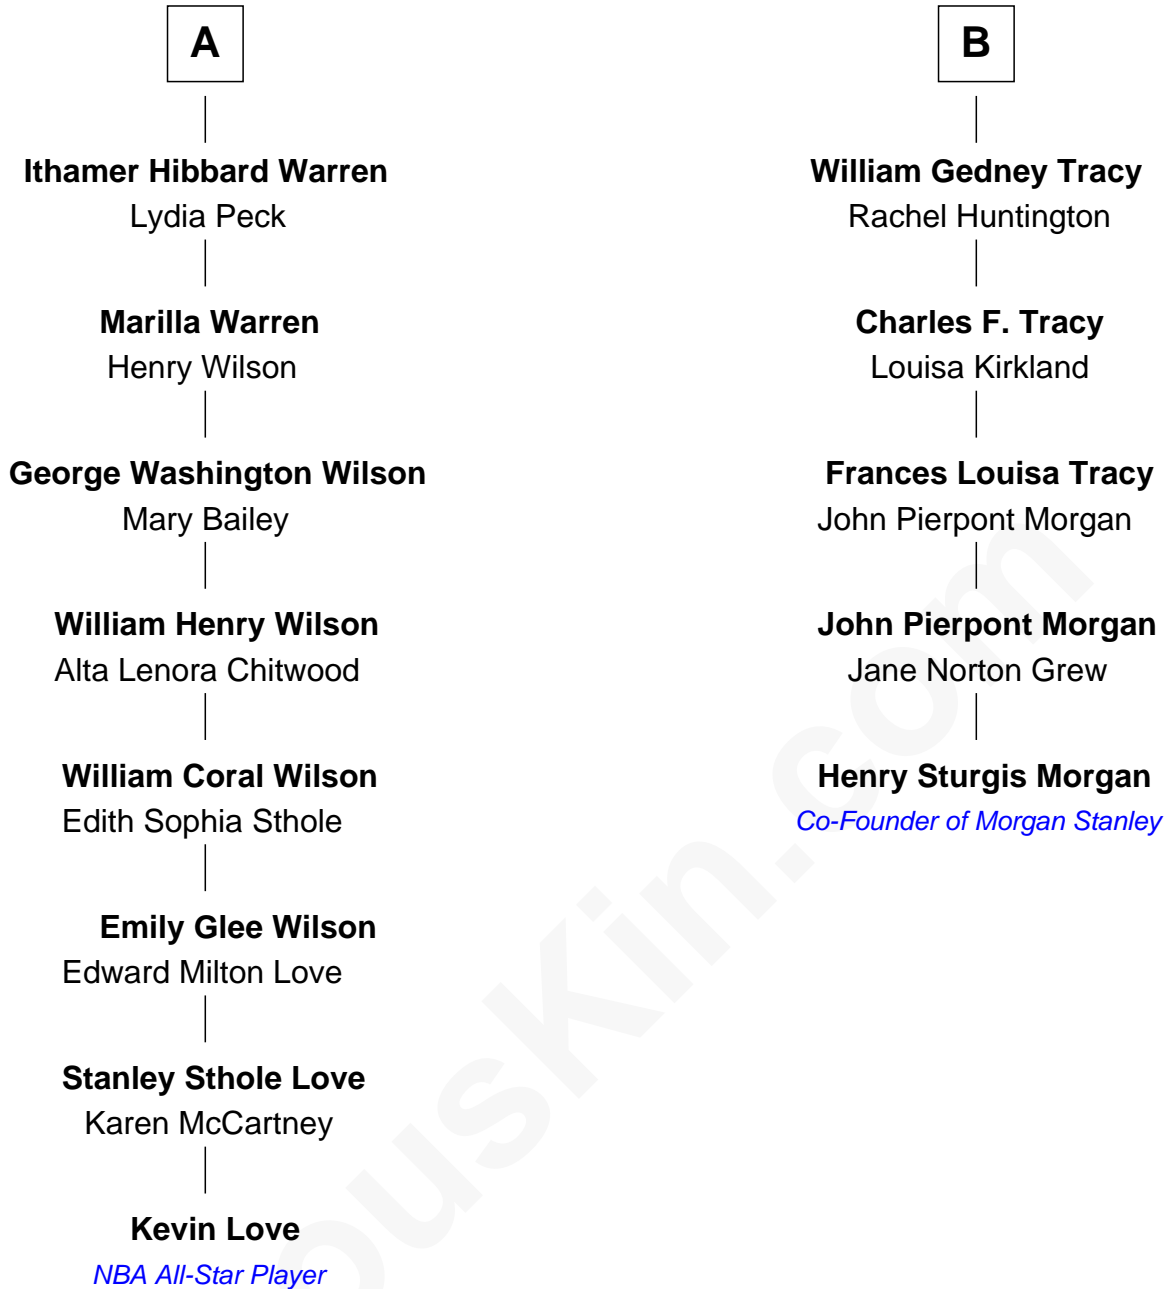 A
Ithamer Hibbard Warren
Lydia Peck
Marilla Warren
Henry Wilson
George Washington Wilson
Mary Bailey
William Henry Wilson
Alta Lenora Chitwood
William Coral Wilson
Edith Sophia Sthole
Emily Glee Wilson
Edward Milton Love
Stanley Sthole Love
Karen McCartney
Kevin Love
NBA All-Star Player
B
William Gedney Tracy
Rachel Huntington
Charles F. Tracy
Louisa Kirkland
Frances Louisa Tracy
John Pierpont Morgan
John Pierpont Morgan
Jane Norton Grew
Henry Sturgis Morgan
Co-Founder of Morgan Stanley
ousKin.com